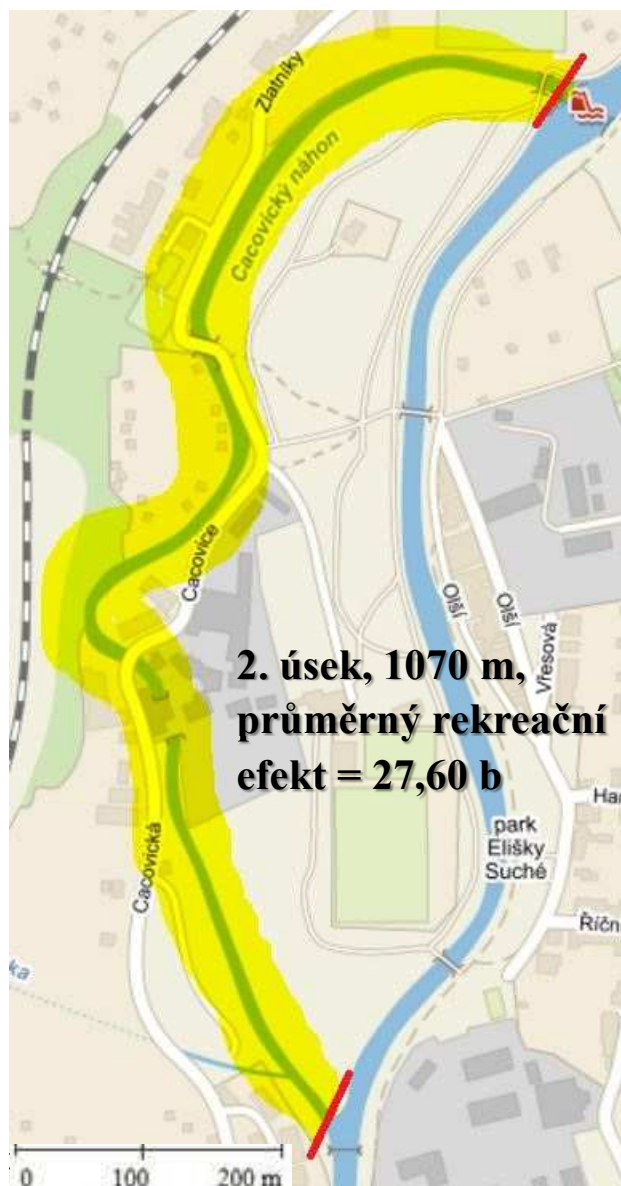 Zlatníky
Cacovický náhon
Cacovice
Olší
Olší
Vřesová
2. úsek, 1070 m,
průměrný rekreační
efekt = 27,60 b
Har
park
Elišky
Suché
Cacovická
Říčn
ka
0 100 200 m